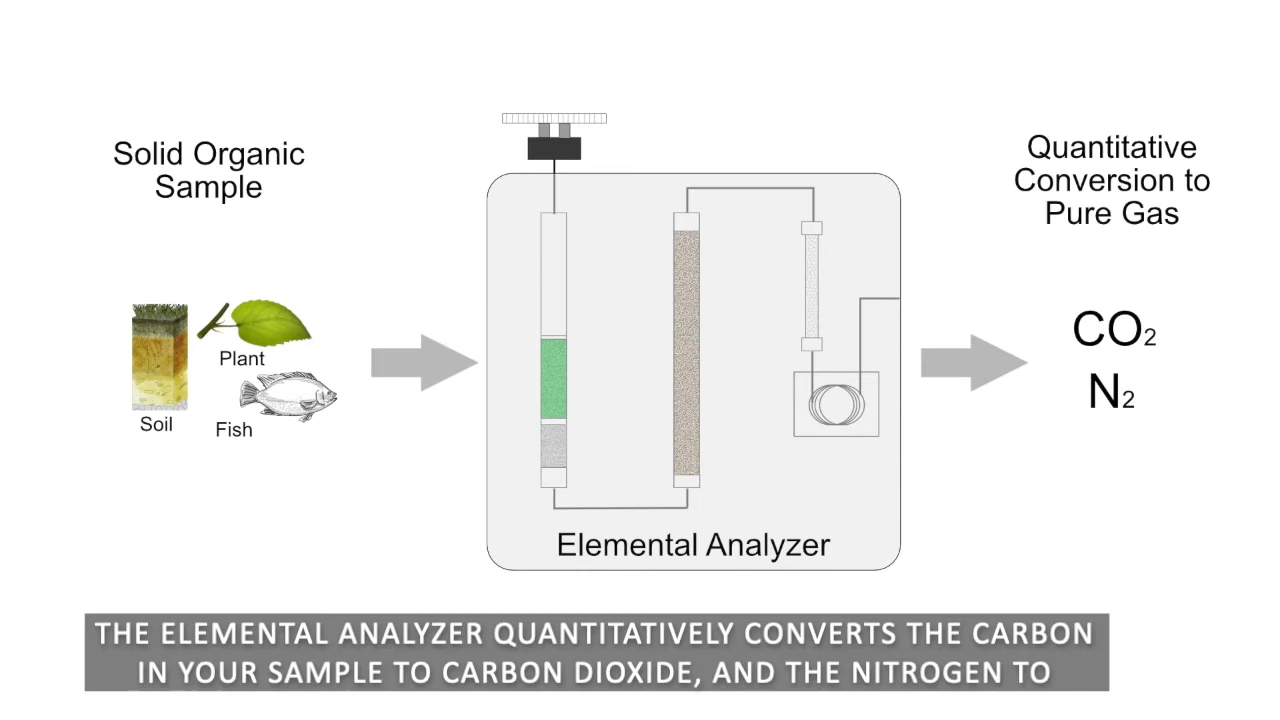 Solid Organic
Sample
Quantitative
Conversion to
Pure Gas
Plant
Soil
Fish
CO2
N2
Elemental Analyzer
THE ELEMENTAL ANALYZER QUANTITATIVELY CONVERTS THE CARBON
IN YOUR SAMPLE TO CARBON DIOXIDE, AND THE NITROGEN TO